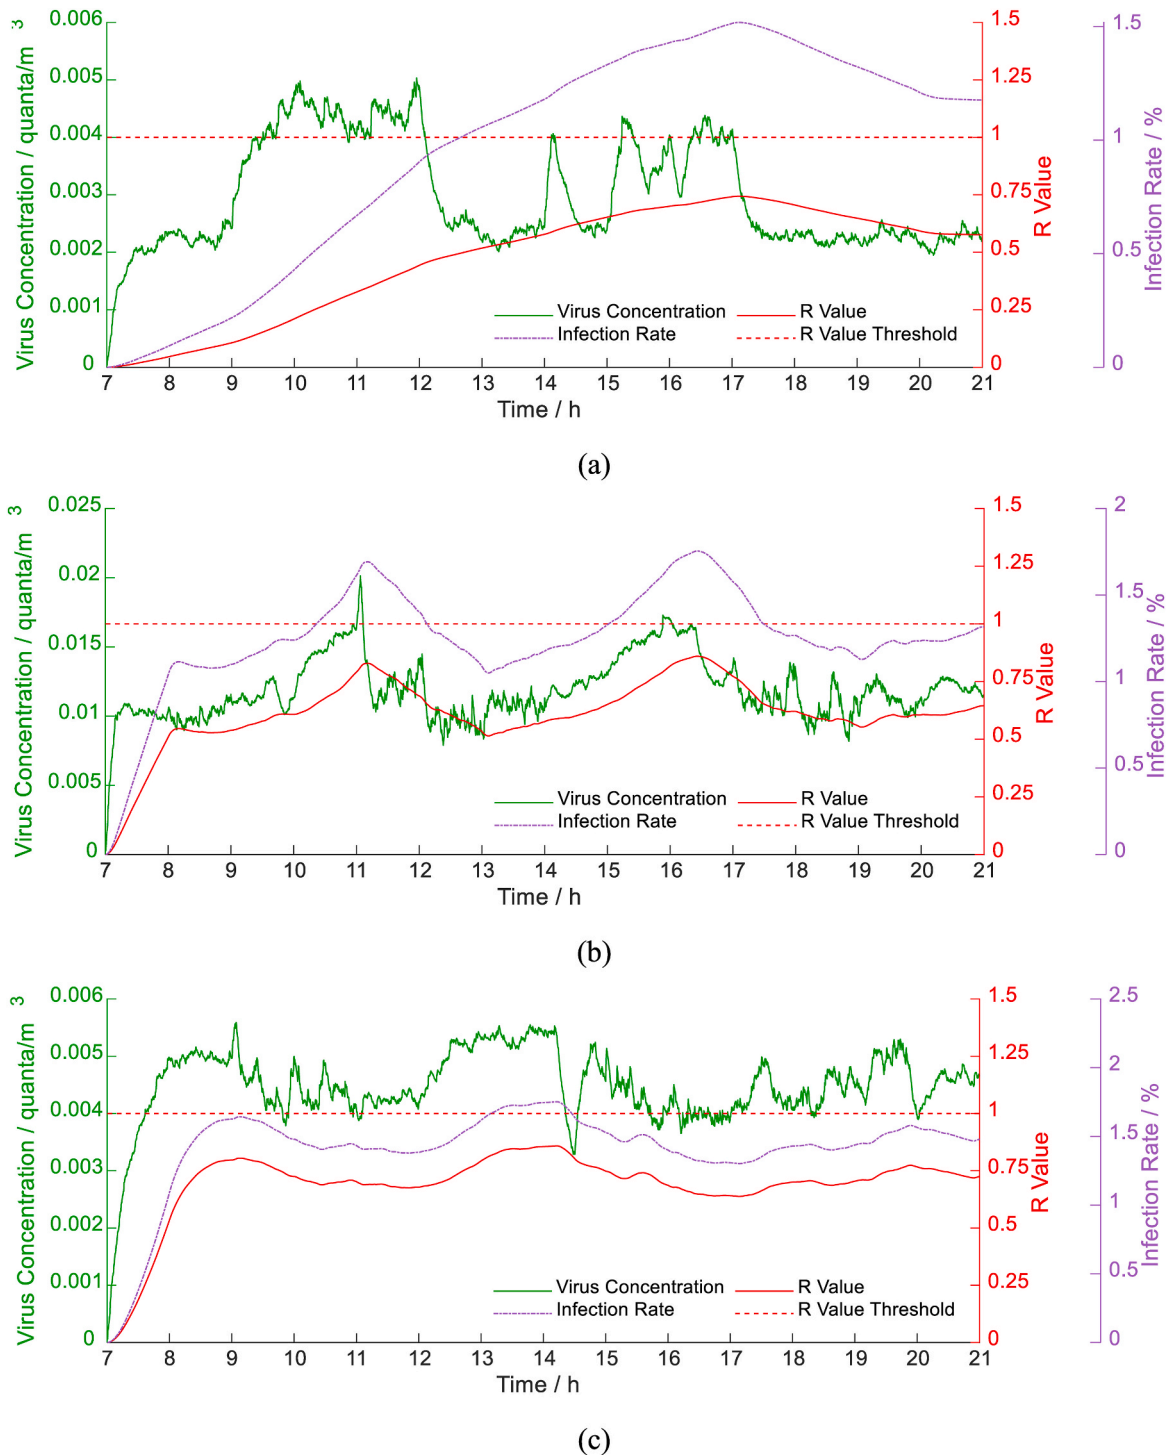 Virus Concentration / quanta/m 3
0.006
0.005
0.004
0.003
0.002
0.001
0
1.5
1.25
1
0.75
0.5
0.25
0
R Value
1.5
1
0.5
0
Infection Rate / %
Virus Concentration
R Value
Infection Rate
R Value Threshold
7 8 9 10 11 12 13 14 15 16 17 18 19 20 21
Time / h
(a)
Virus Concentration / quanta/m 3
0.025
0.02
0.015
0.01
0.005
0
1.5
1.25
1
0.75
0.5
0.25
0
R Value
2
1.5
1
0.5
0
Infection Rate / %
Virus Concentration
R Value
Infection Rate
R Value Threshold
7 8 9 10 11 12 13 14 15 16 17 18 19 20 21
Time / h
(b)
Virus Concentration / quanta/m 3
0.006
0.005
0.004
0.003
0.002
0.001
0
1.5
1.25
1
0.75
0.5
0.25
0
R Value
2.5
2
1.5
1
0.5
0
Infection Rate / %
Virus Concentration
R Value
Infection Rate
R Value Threshold
7 8 9 10 11 12 13 14 15 16 17 18 19 20 21
Time / h
(c)